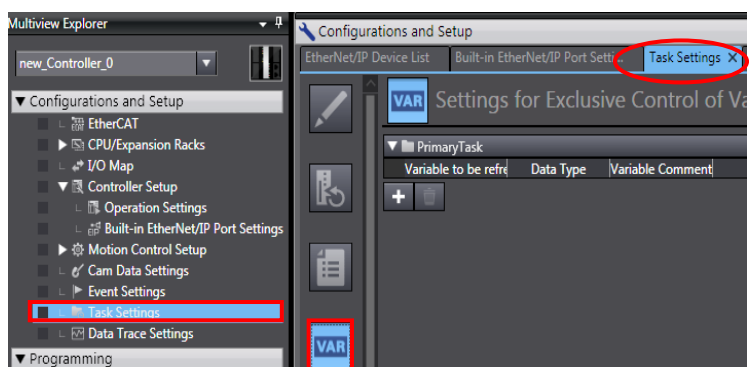 Multiview Explorer
new_Controller_0
Configurations and Setup
EtherCAT
CPU/Expansion Racks
I/O Map
Controller Setup
Operation Settings
Built-in EtherNet/IP Port Settings
Motion Control Setup
Cam Data Settings
Event Settings
Task Settings
Data Trace Settings
Programming
Configurations and Setup
EtherNet/IP Device List Built-in EtherNet/IP Port Setti... Task Settings
VAR Settings for Exclusive Control of Va
PrimaryTask
Variable to be refre Data Type Variable Comment
VAR